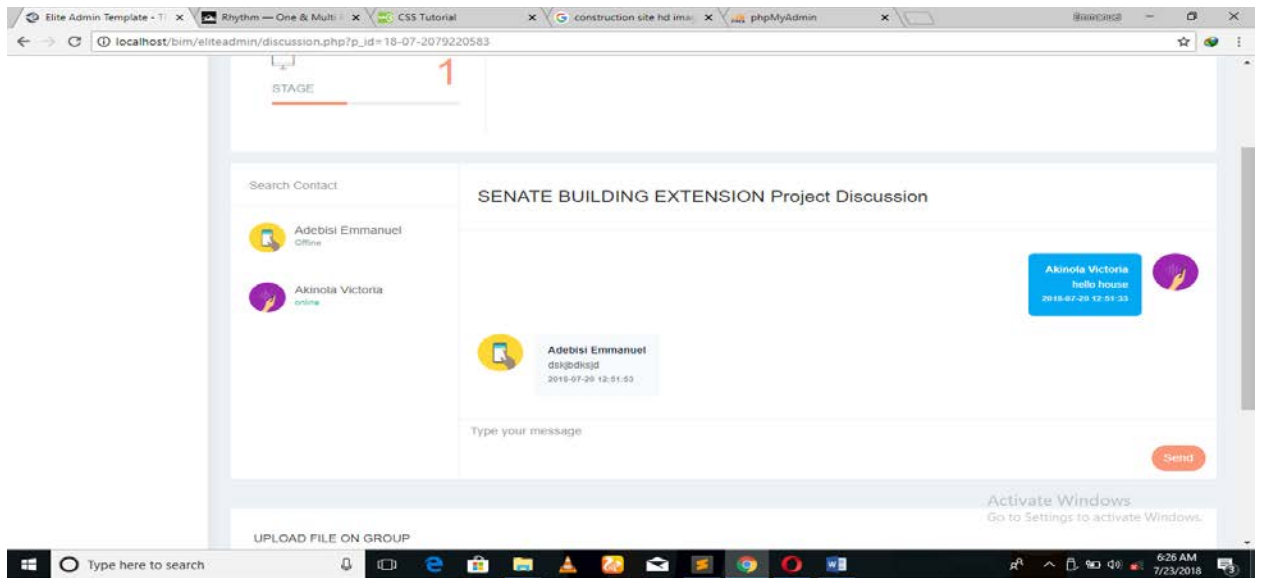 Elite Admin Template - Ti
Rhythm — One & Multi
CSS Tutorial
construction site hd ima
phpMyAdmin
localhost/bim/eliteadmin/discussion.php?p_id=18-07-2079220583
STAGE
1
Search Contact
SENATE BUILDING EXTENSION Project Discussion
Adebisi Emmanuel
Offline
Akinola Victoria
online
Akinola Victoria
hello house
2018-07-20 12:51:33
Adebisi Emmanuel
dskjbdksjd
2018-07-20 12:51:53
Type your message
Send
Activate Windows
Go to Settings to activate Windows.
UPLOAD FILE ON GROUP
Type here to search
6:26 AM
7/23/2018